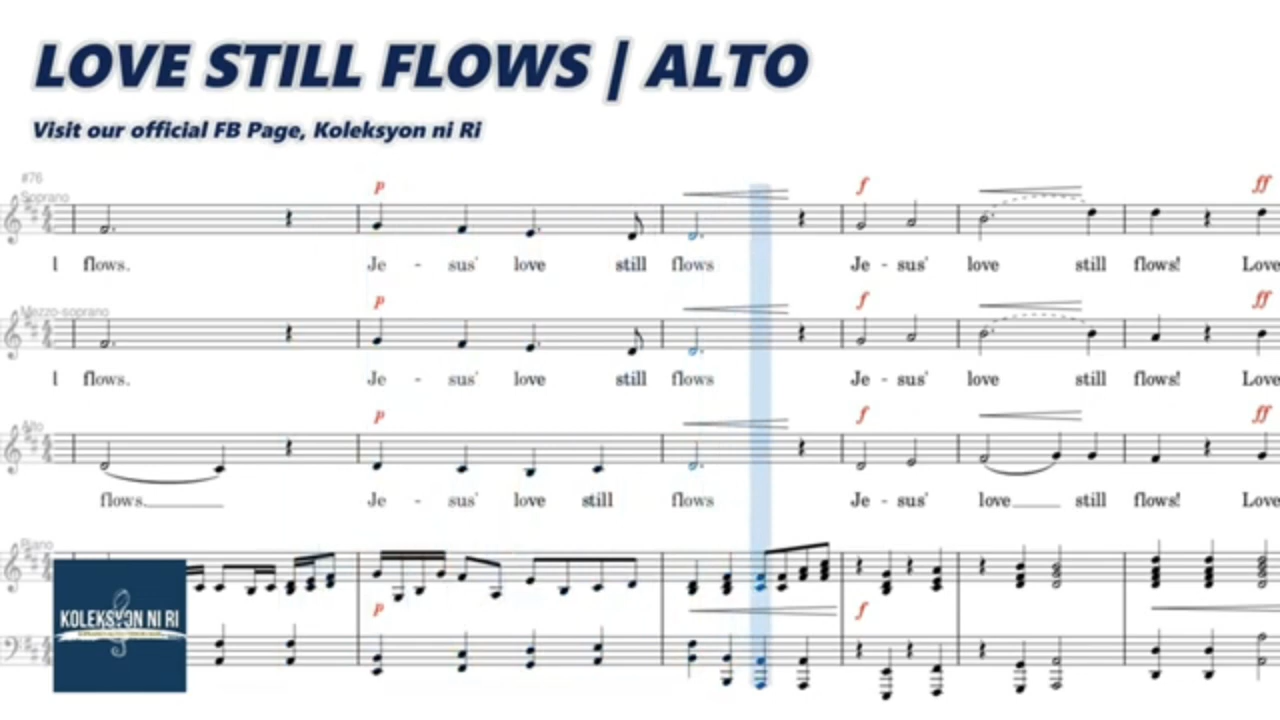 LOVE STILL FLOWS | ALTO
Visit our official FB Page, Koleksyon ni Ri
#76
Soprano
p f ff
l flows. Je - sus' love still flows Je - sus' love still flows! Love
Mezzo-soprano
p f ff
l flows. Je - sus' love still flows Je - sus' love still flows! Love
Alto
p f ff
flows. Je - sus' love still flows Je - sus' love still flows! Love
Piano
p f
KOLEKSYON NI RI